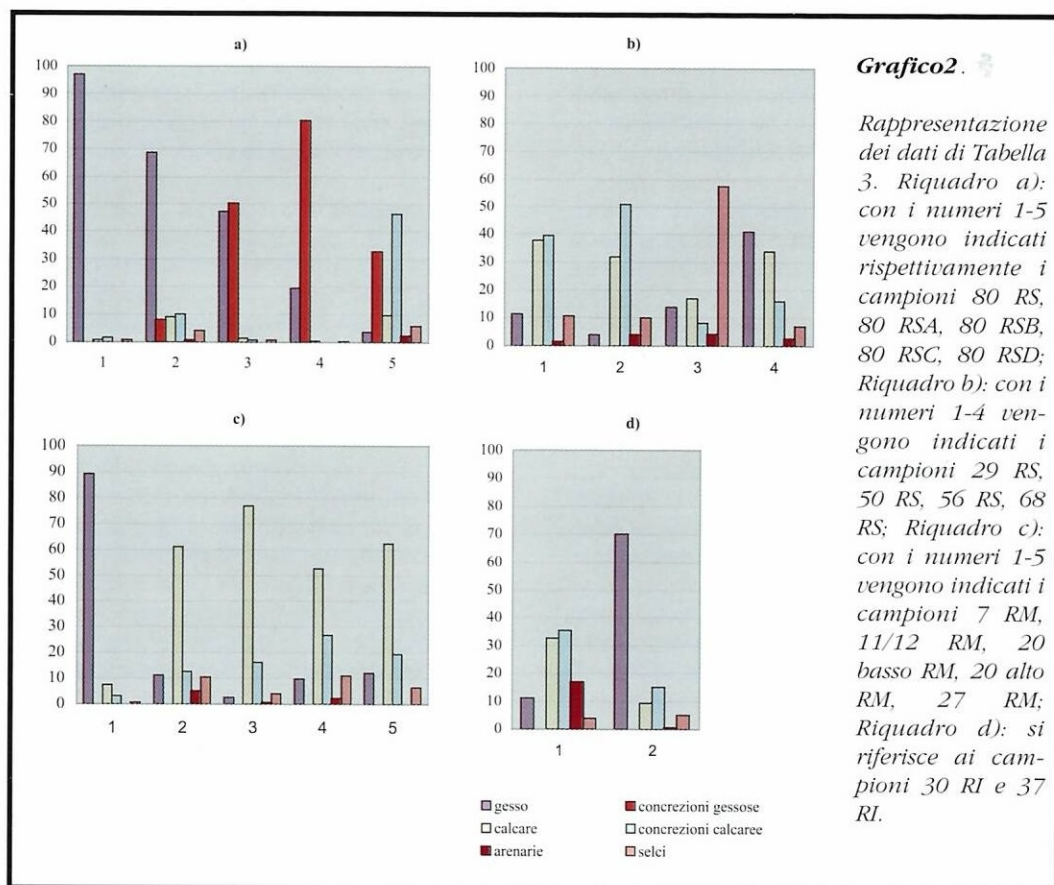 a)
100
90
80
70
60
50
40
30
20
10
0
1 2 3 4 5
b)
100
90
80
70
60
50
40
30
20
10
0
1 2 3 4
c)
100
90
80
70
60
50
40
30
20
10
0
1 2 3 4 5
d)
100
90
80
70
60
50
40
30
20
10
0
1 2
gesso
concrezioni gessose
calcare
concrezioni calcaree
arenarie
selci
Grafico2.
Rappresentazione
dei dati di Tabella
3. Riquadro a):
con i numeri 1-5
vengono indicati
rispettivamente i
campioni 80 RS,
80 RSA, 80 RSB,
80 RSC, 80 RSD;
Riquadro b): con i
numeri 1-4 ven-
gono indicati i
campioni 29 RS,
50 RS, 56 RS, 68
RS; Riquadro c):
con i numeri 1-5
vengono indicati i
campioni 7 RM,
11/12 RM, 20
basso RM, 20 alto
RM, 27 RM;
Riquadro d): si
riferisce ai cam-
pioni 30 RI e 37
RI.